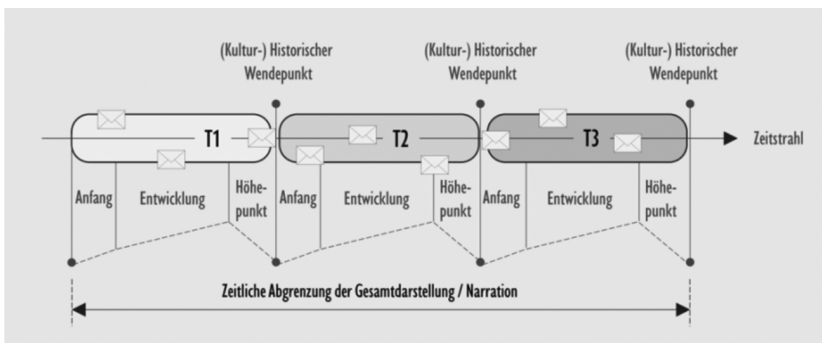 (Kultur-) Historischer
Wendepunkt
(Kultur-) Historischer
Wendepunkt
(Kultur-) Historischer
Wendepunkt
T1
T2
T3
Zeitstrahl
Anfang
Entwicklung
Höhe-
punkt
Anfang
Entwicklung
Höhe-
punkt
Anfang
Entwicklung
Höhe-
punkt
Zeitliche Abgrenzung der Gesamtdarstellung / Narration